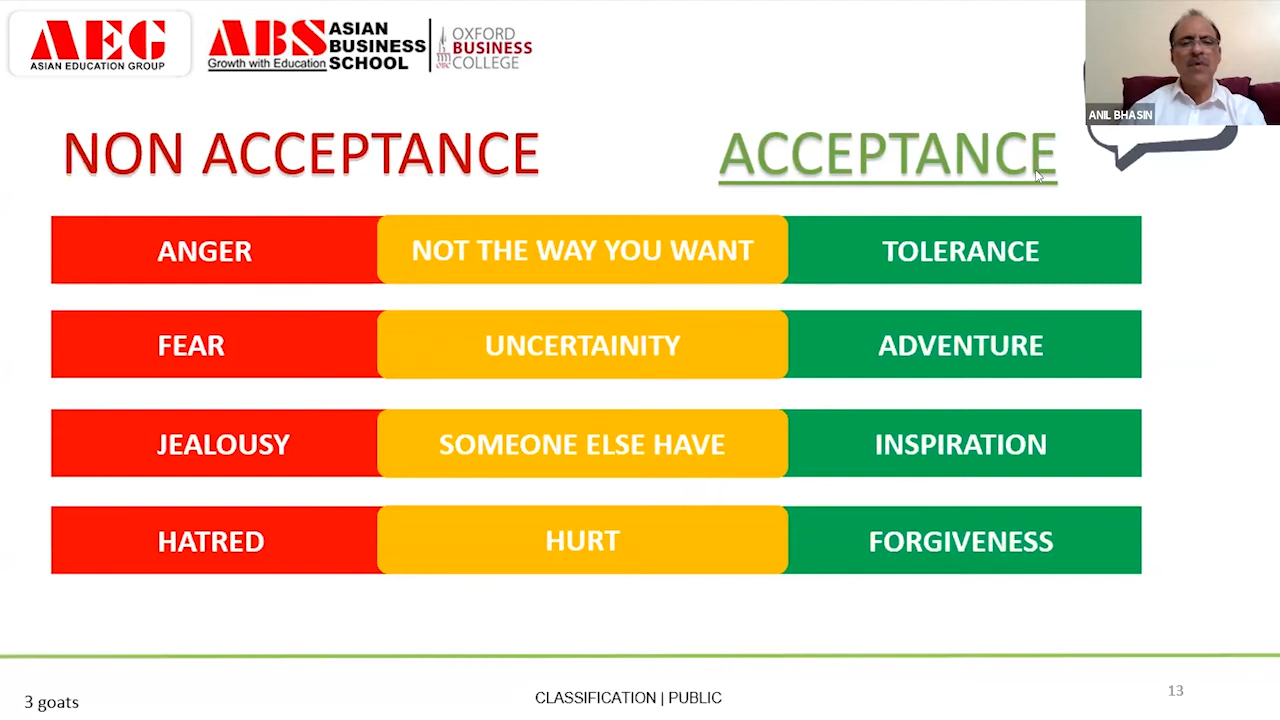 AEG
ASIAN EDUCATION GROUP
ABS
Growth with Education
ASIAN
BUSINESS
SCHOOL
OXFORD
BUSINESS
COLLEGE
ANIL BHASIN
NON ACCEPTANCE
ACCEPTANCE
ANGER
NOT THE WAY YOU WANT
TOLERANCE
FEAR
UNCERTAINITY
ADVENTURE
JEALOUSY
SOMEONE ELSE HAVE
INSPIRATION
HATRED
HURT
FORGIVENESS
3 goats
CLASSIFICATION | PUBLIC
13